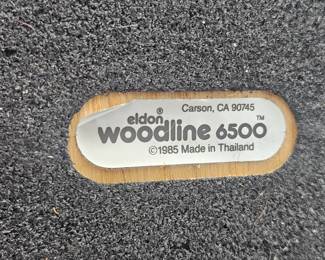 Carson, CA 90745
eldon®
woodline 6500™
©1985 Made in Thailand